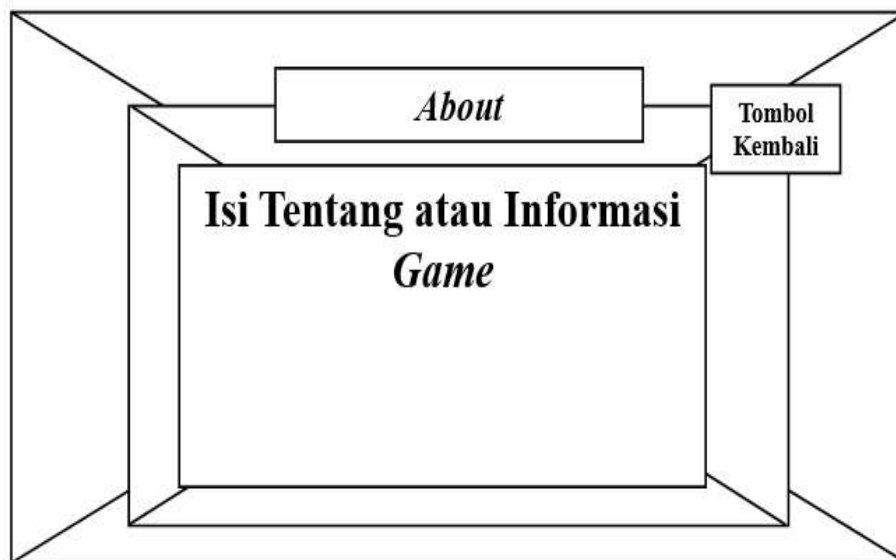 About
Tombol
Kembali
Isi Tentang atau Informasi
Game